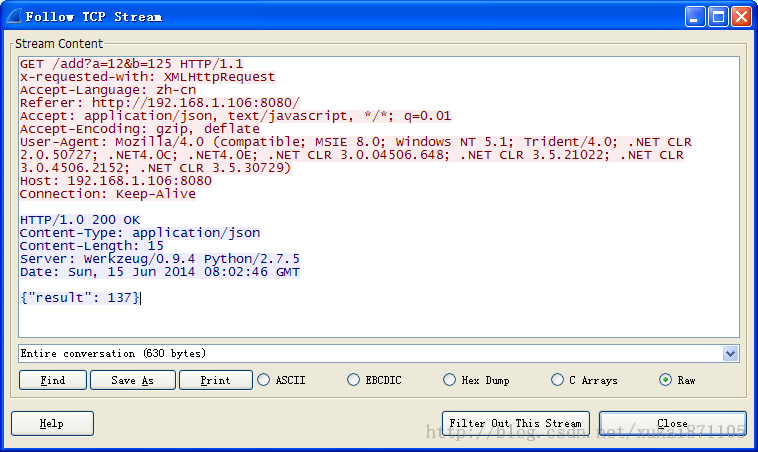 Follow TCP Stream
Stream Content
GET /add?a=12&b=125 HTTP/1.1
x-requested-with: XMLHttpRequest
Accept-Language: zh-cn
Referer: http://192.168.1.106:8080/
Accept: application/json, text/javascript, */*; q=0.01
Accept-Encoding: gzip, deflate
User-Agent: Mozilla/4.0 (compatible; MSIE 8.0; Windows NT 5.1; Trident/4.0; .NET CLR
2.0.50727; .NET4.0C; .NET4.0E; .NET CLR 3.0.04506.648; .NET CLR 3.5.21022; .NET CLR
3.0.4506.2152; .NET CLR 3.5.30729)
Host: 192.168.1.106:8080
Connection: Keep-Alive
HTTP/1.0 200 OK
Content-Type: application/json
Content-Length: 15
Server: Werkzeug/0.9.4 Python/2.7.5
Date: Sun, 15 Jun 2014 08:02:46 GMT
{"result": 137}
Entire conversation (630 bytes)
Find Save As Print ASCII EBCDIC Hex Dump C Arrays Raw
Help Filter Out This Stream Close